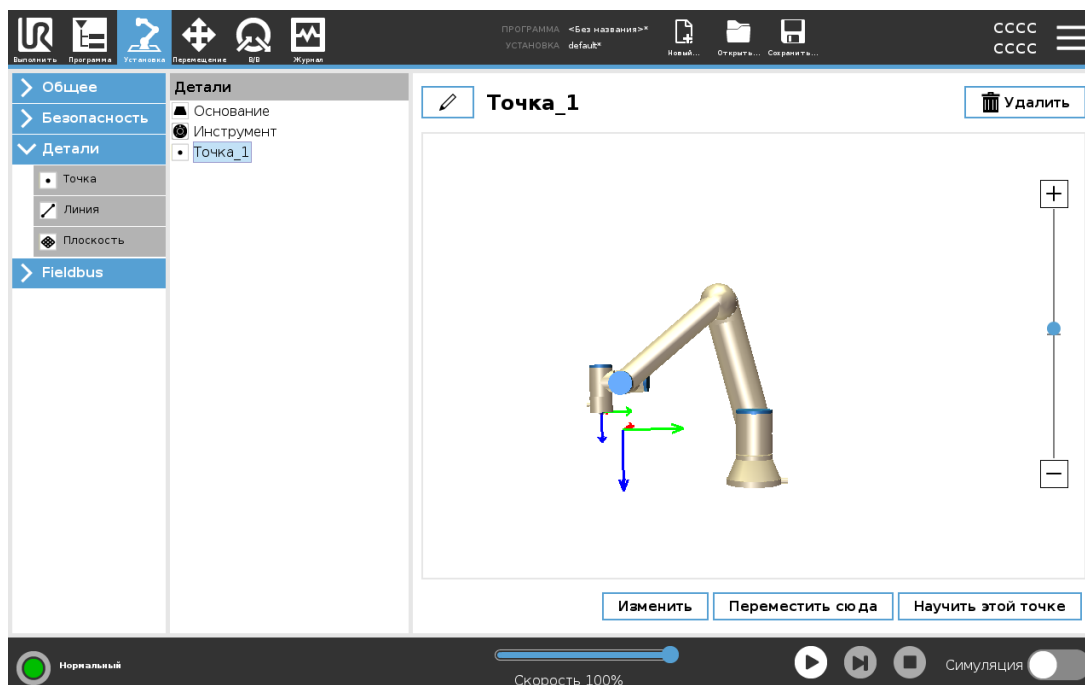 UR
Выполнить
Программа
Установка
Перемещение
В/В
Журнал
ПРОГРАММА <Без названия>*
УСТАНОВКА default*
Новый...
Открыть...
Сохранить...
CCCC
CCCC
Общее
Безопасность
Детали
Точка
Линия
Плоскость
Fieldbus
Детали
Основание
Инструмент
Точка_1
Точка_1
Удалить
Изменить
Переместить сюда
Научить этой точке
Нормальный
Скорость 100%
Симуляция